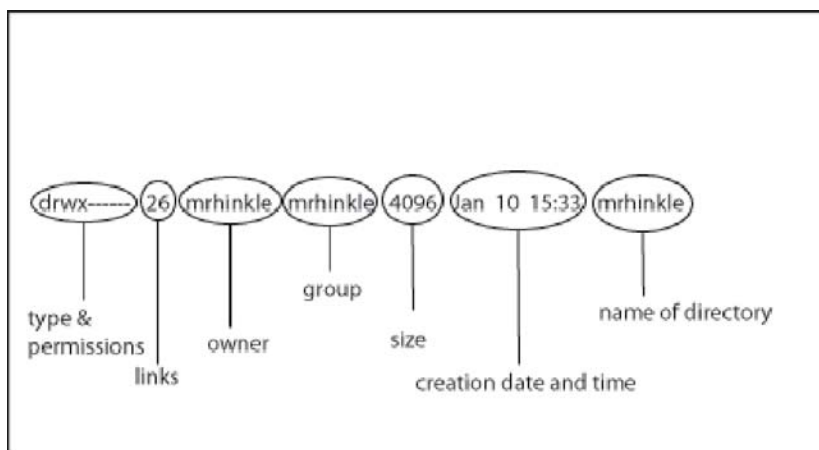 drwx------ 26 mrhinkle mrhinkle 4096 Jan 10 15:33 mrhinkle
group
name of directory
type &
permissions
owner
size
links
creation date and time